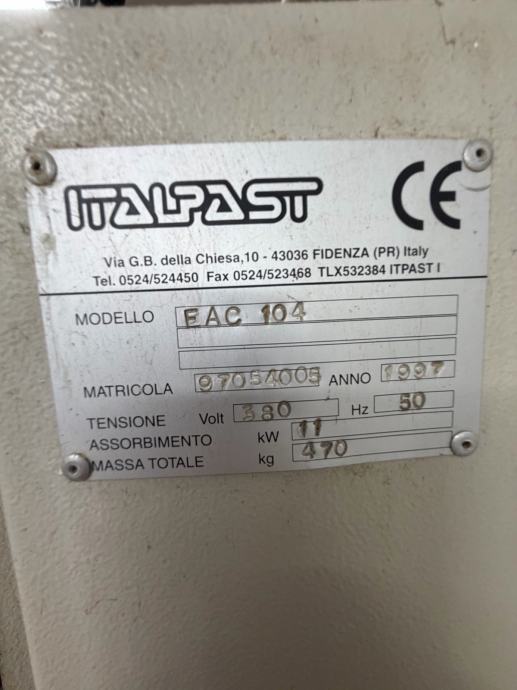 ITALPAST CE
Via G.B. della Chiesa,10 - 43036 FIDENZA (PR) Italy
Tel. 0524/524450 Fax 0524/523468 TLX532384 ITPAST I
MODELLO EAC 104
MATRICOLA 97054005 ANNO 1997
TENSIONE Volt 380 Hz 50
ASSORBIMENTO kW 11
MASSA TOTALE kg 470